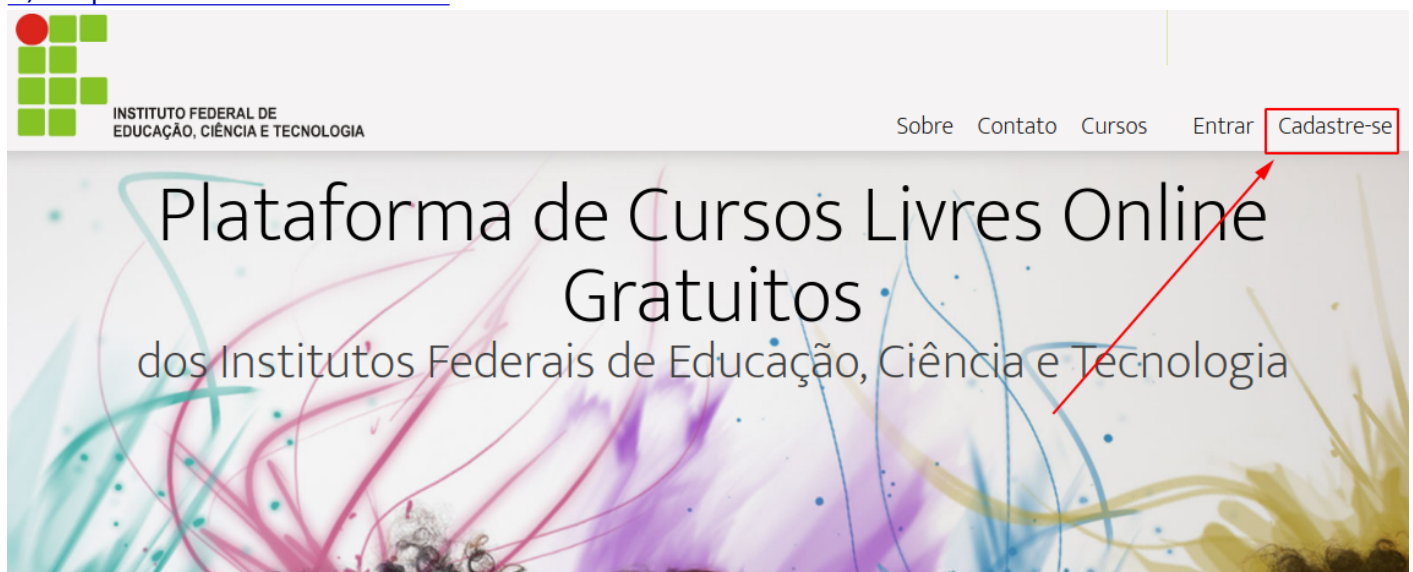 INSTITUTO FEDERAL DE
EDUCAÇÃO, CIÊNCIA E TECNOLOGIA
Sobre Contato Cursos Entrar Cadastre-se
Plataforma de Cursos Livres Online
Gratuitos
dos Institutos Federais de Educação, Ciência e Tecnologia